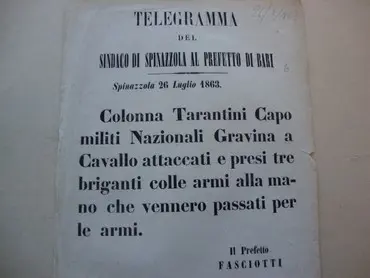 TELEGRAMMA
DEL
SINDACO DI SPINAZZOLA AL PREFETTO DI BARI
Spinazzola 26 Luglio 1863.
Colonna Tarantini Capo
militi Nazionali Gravina a
Cavallo attaccati e presi tre
briganti colle armi alla ma-
no che vennero passati per
le armi.
Il Prefetto
FASCIOTTI